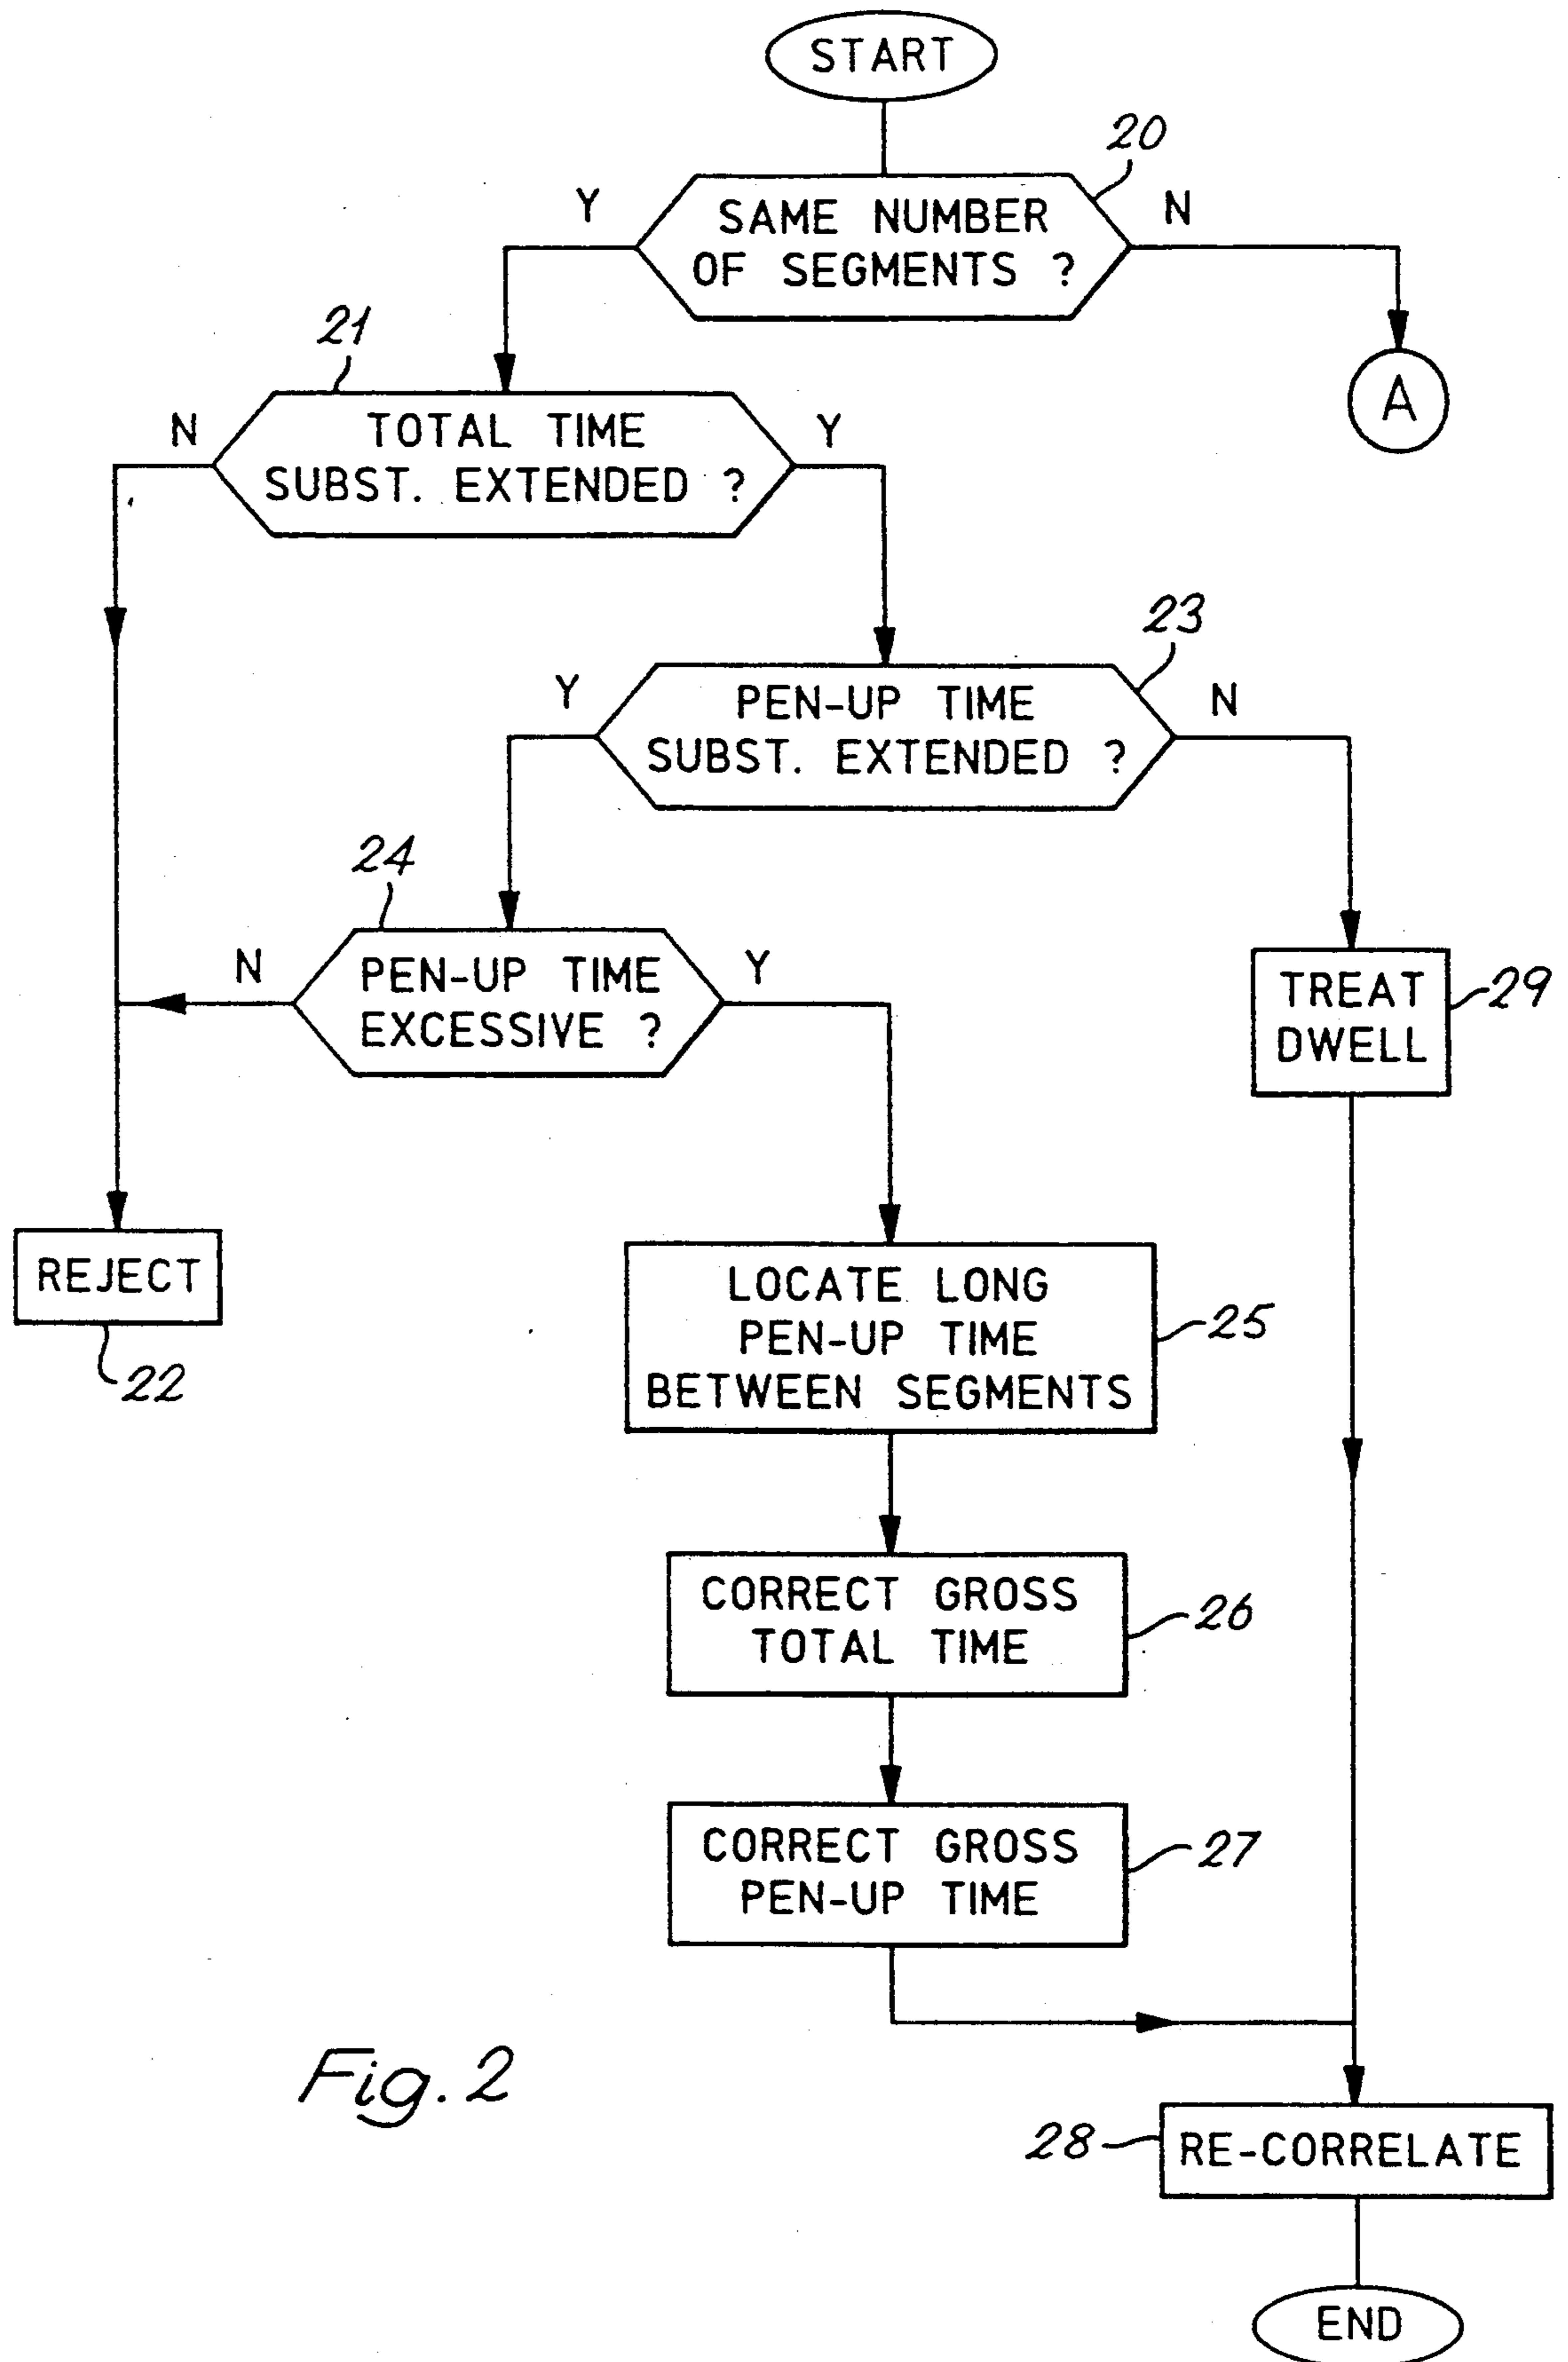 START
20
Y
SAME NUMBER
OF SEGMENTS ?
N
21
A
N
TOTAL TIME
SUBST. EXTENDED ?
Y
23
Y
PEN-UP TIME
SUBST. EXTENDED ?
N
24
N
PEN-UP TIME
EXCESSIVE ?
Y
TREAT
DWELL
29
REJECT
22
LOCATE LONG
PEN-UP TIME
BETWEEN SEGMENTS
25
CORRECT GROSS
TOTAL TIME
26
CORRECT GROSS
PEN-UP TIME
27
Fig. 2
28
RE-CORRELATE
END